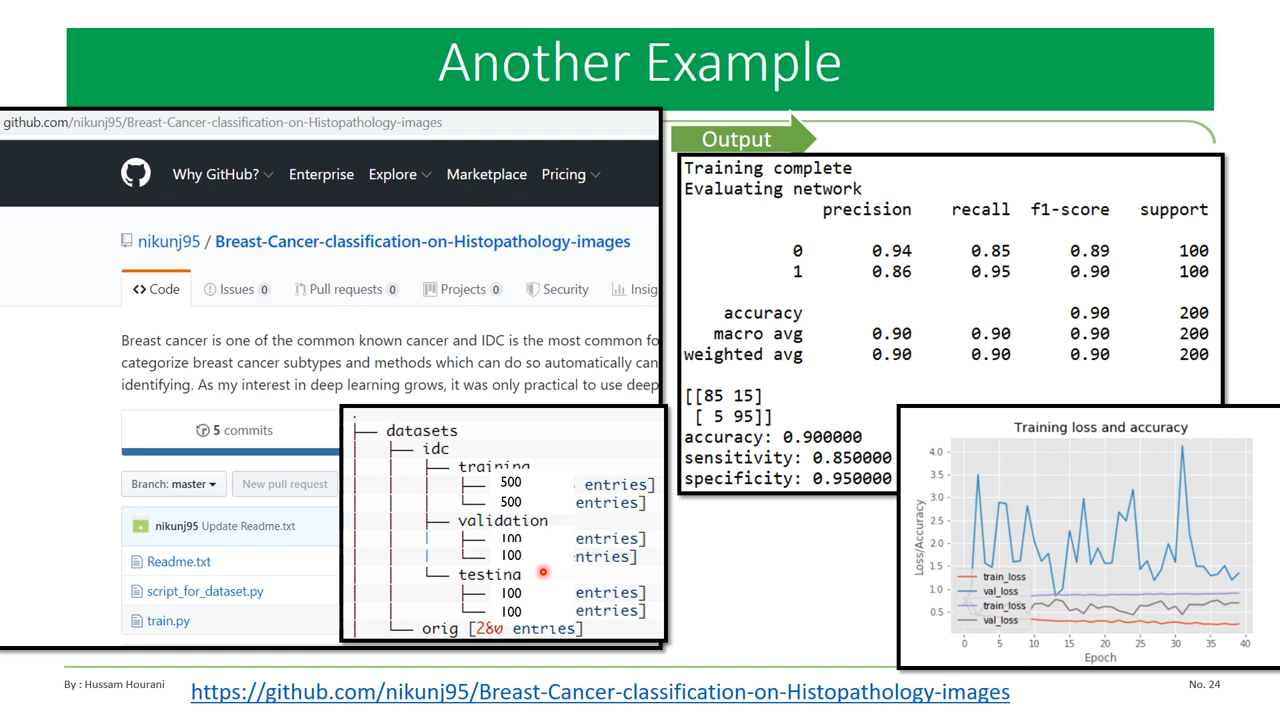 Another Example
github.com/nikunj95/Breast-Cancer-classification-on-Histopathology-images
Why GitHub? Enterprise Explore Marketplace Pricing
nikunj95 / Breast-Cancer-classification-on-Histopathology-images
Code Issues 0 Pull requests 0 Projects 0 Security Insig
Breast cancer is one of the common known cancer and IDC is the most common fo
categorize breast cancer subtypes and methods which can do so automatically can
identifying. As my interest in deep learning grows, it was only practical to use deep
5 commits
Branch: master New pull request
nikunj95 Update Readme.txt
Readme.txt
script_for_dataset.py
train.py
datasets
idc
training
500 entries]
500 entries]
validation
100 entries]
100 entries]
testing
100 entries]
100 entries]
orig [280 entries]
Output
Training complete
Evaluating network
precision recall f1-score support
0 0.94 0.85 0.89 100
1 0.86 0.95 0.90 100
accuracy 0.90 200
macro avg 0.90 0.90 0.90 200
weighted avg 0.90 0.90 0.90 200
[[85 15]
[ 5 95]]
accuracy: 0.900000
sensitivity: 0.850000
specificity: 0.950000
Training loss and accuracy
Loss/Accuracy
4.0
3.5
3.0
2.5
2.0
1.5
1.0
0.5
train_loss
val_loss
train_loss
val_loss
0 5 10 15 20 25 30 35 40
Epoch
By : Hussam Hourani
https://github.com/nikunj95/Breast-Cancer-classification-on-Histopathology-images
No. 24